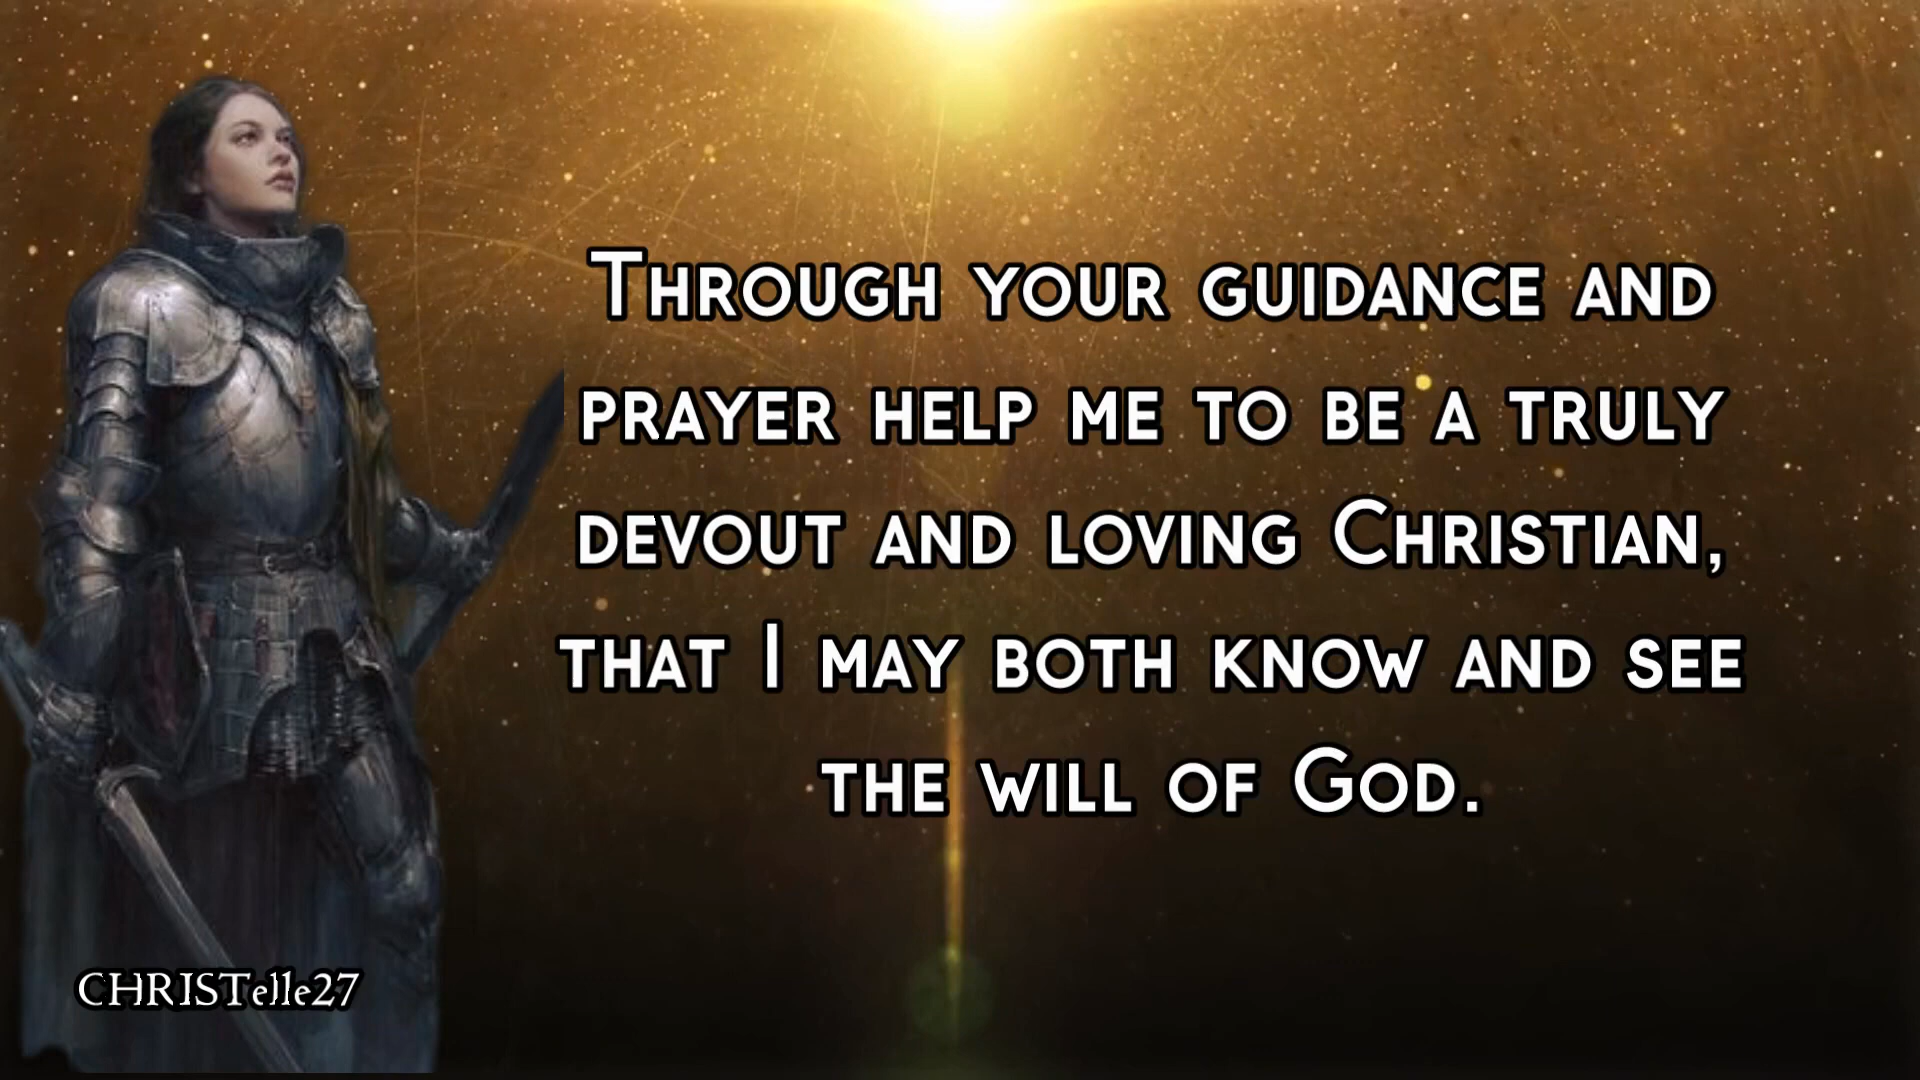 Through your guidance and
prayer help me to be a truly
devout and loving Christian,
that I may both know and see
the will of God.
CHRISTelle27